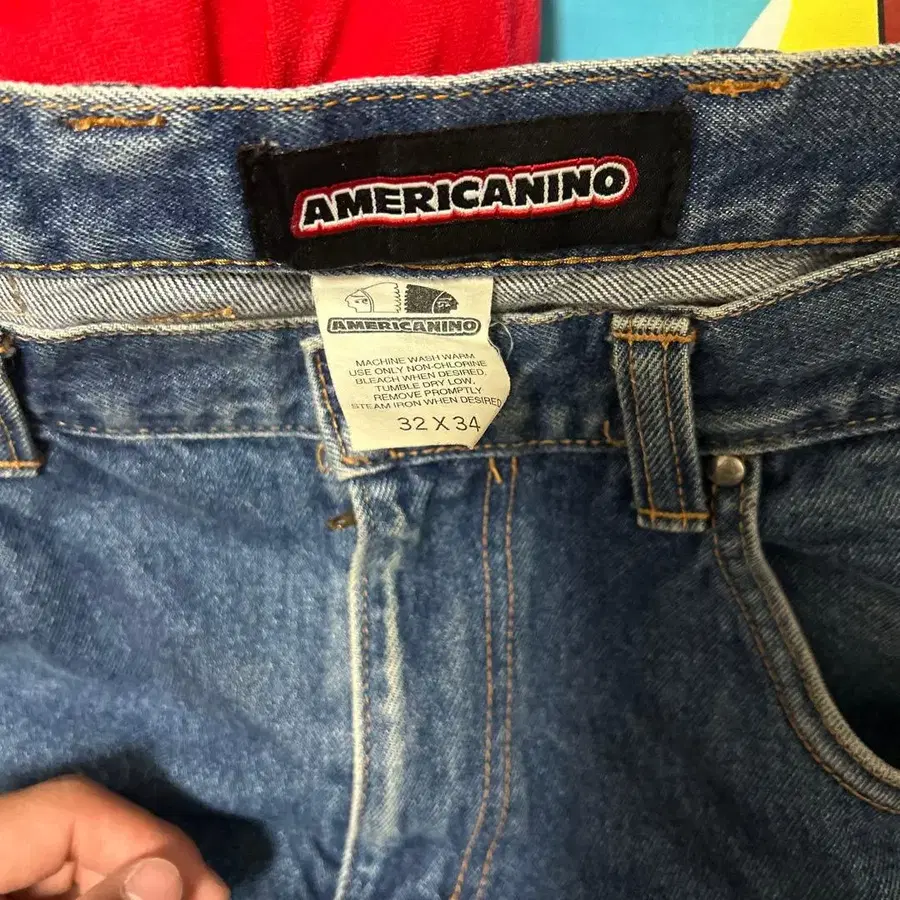 AMERICANINO
AMERICANINO
MACHINE WASH WARM
USE ONLY NON-CHLORINE
BLEACH WHEN DESIRED.
TUMBLE DRY LOW,
REMOVE PROMPTLY
STEAM IRON WHEN DESIRED
32 X 34